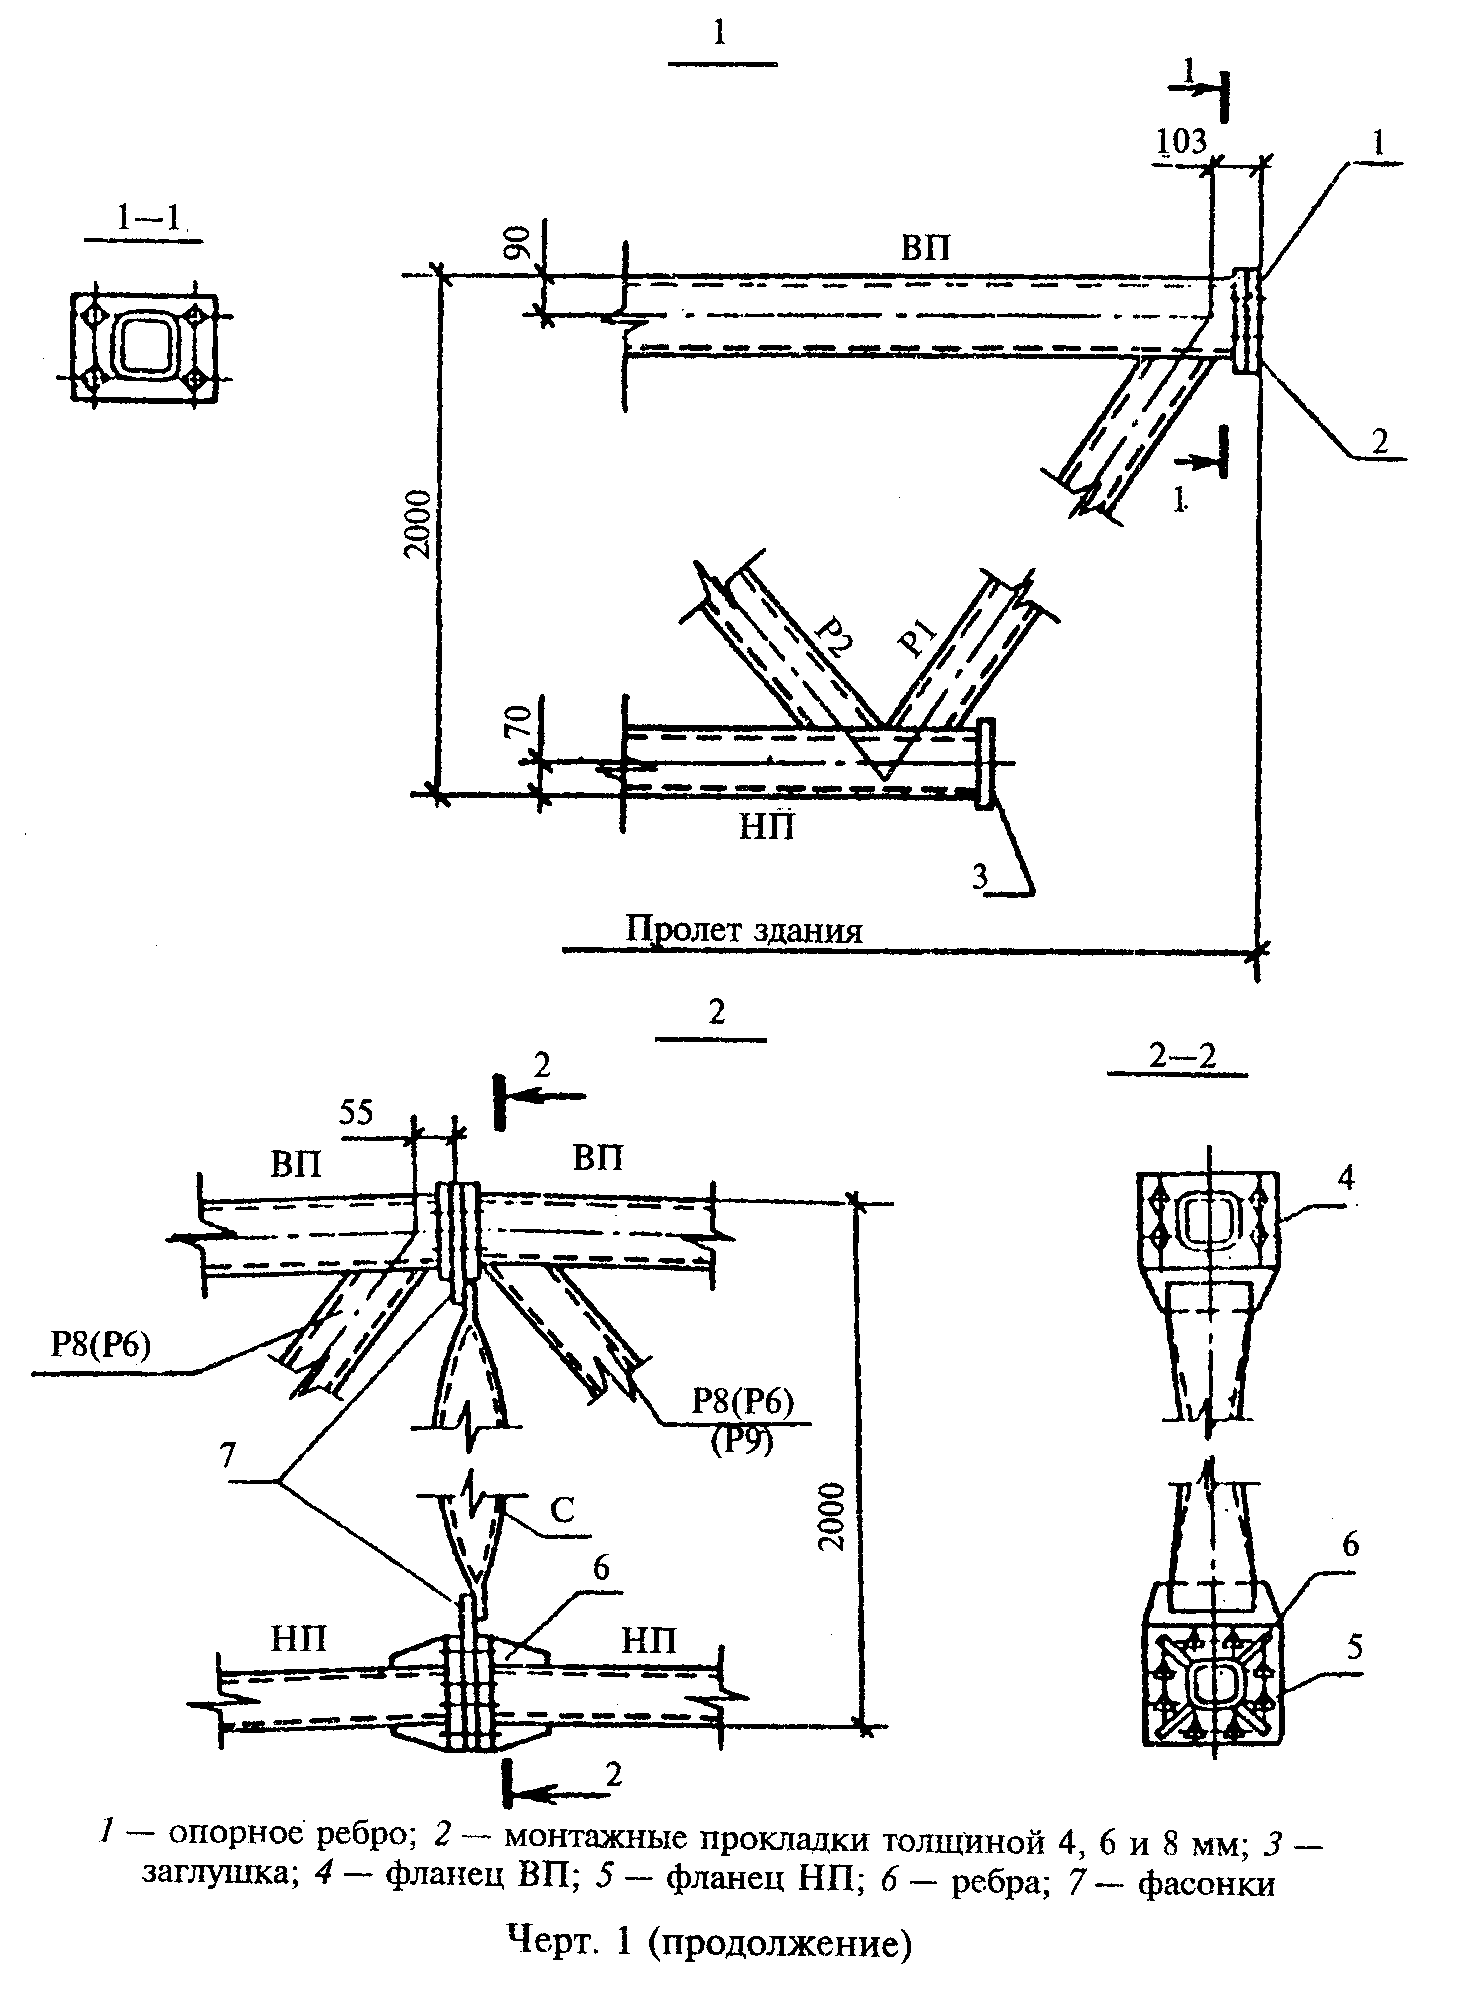 1
1
103
1
1—1
90
ВП
2
1
2000
Р2
Р1
70
НП
3
Пролет здания
2
2
2—2
55
ВП
ВП
4
Р8(Р6)
Р8(Р6)
(Р9)
7
2000
С
6
6
НП
НП
5
2
1 — опорное ребро; 2 — монтажные прокладки толщиной 4, 6 и 8 мм; 3 —
заглушка; 4 — фланец ВП; 5 — фланец НП; 6 — ребра; 7 — фасонки
Черт. 1 (продолжение)